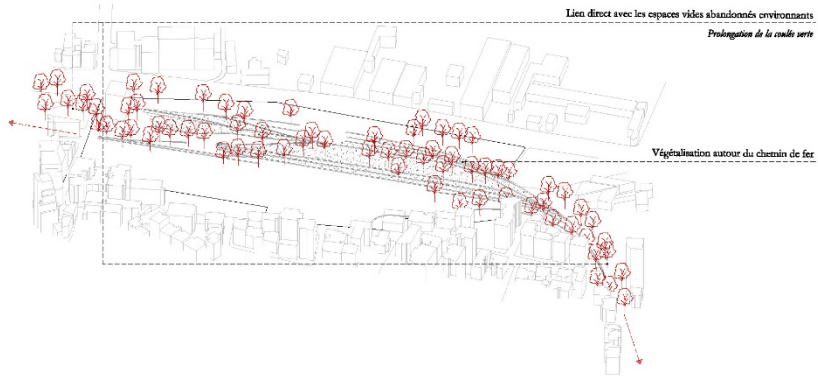 Lien direct avec les espaces vides abandonnés environnants
Prolongation de la coulée verte
Végétalisation autour du chemin de fer